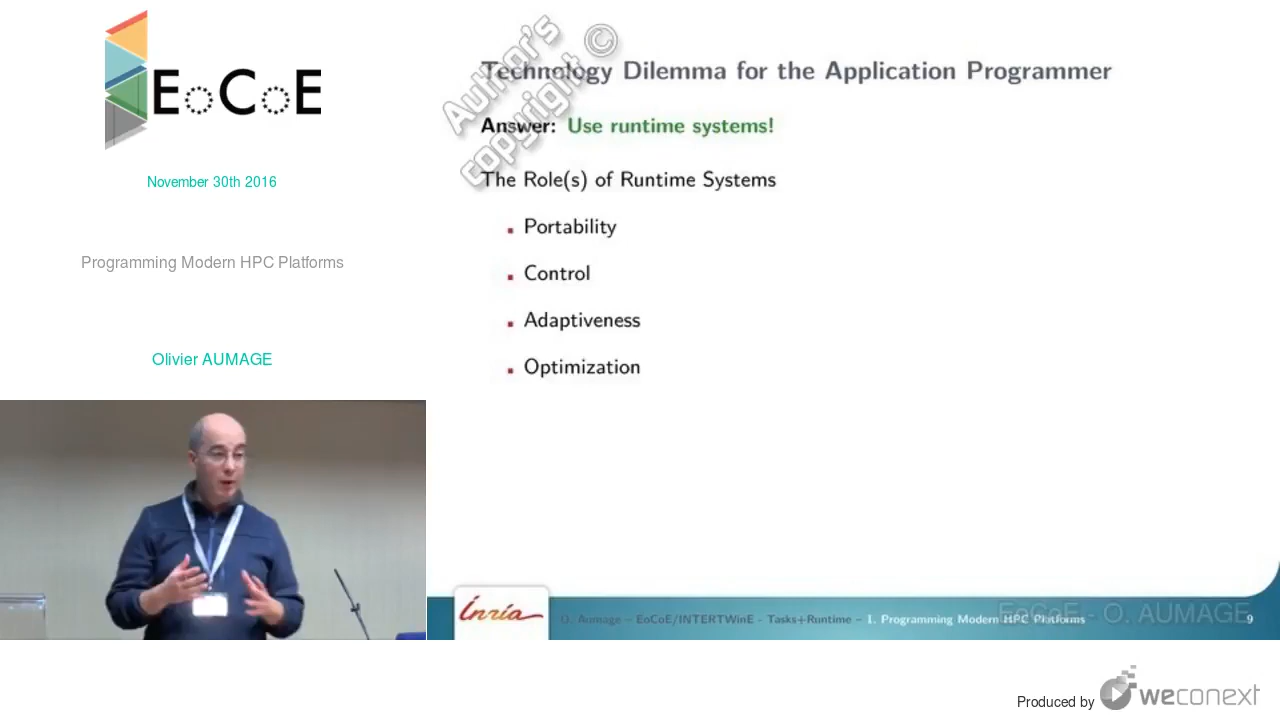 EoCoE
November 30th 2016
Programming Modern HPC Platforms
Olivier AUMAGE
Author's
copyright ©
Technology Dilemma for the Application Programmer
Answer: Use runtime systems!
The Role(s) of Runtime Systems
Portability
Control
Adaptiveness
Optimization
Inria
O. Aumage – EoCoE/INTERTWinE - Tasks+Runtime – 1. Programming Modern HPC Platforms
EoCoE - O. AUMAGE
9
Produced by weconext